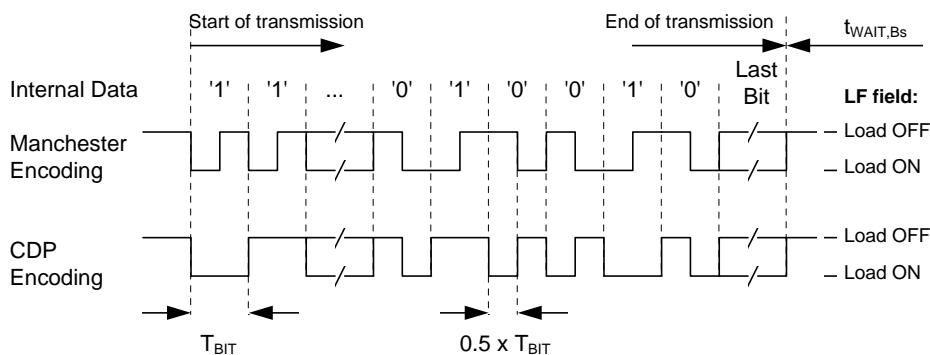 Start of transmission
End of transmission
tWAIT,Bs
Internal Data '1' '1' ... '0' '1' '0' '0' '1' '0' Last Bit
LF field:
Manchester Encoding
Load OFF
Load ON
CDP Encoding
Load OFF
Load ON
TBIT
0.5 x TBIT